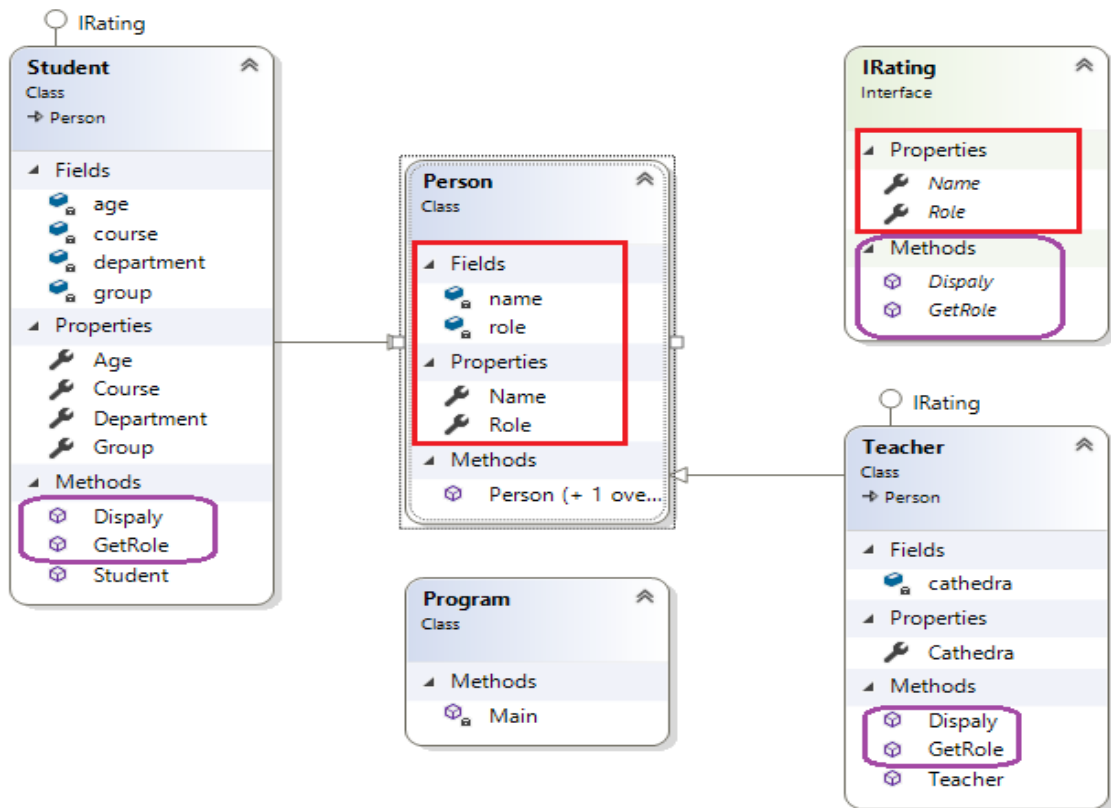 IRating
Student
Class
Person
Fields
age
course
department
group
Properties
Age
Course
Department
Group
Methods
Dispaly
GetRole
Student
Person
Class
Fields
name
role
Properties
Name
Role
Methods
Person (+ 1 ove...
Program
Class
Methods
Main
IRating
Interface
Properties
Name
Role
Methods
Dispaly
GetRole
IRating
Teacher
Class
Person
Fields
cathedra
Properties
Cathedra
Methods
Dispaly
GetRole
Teacher